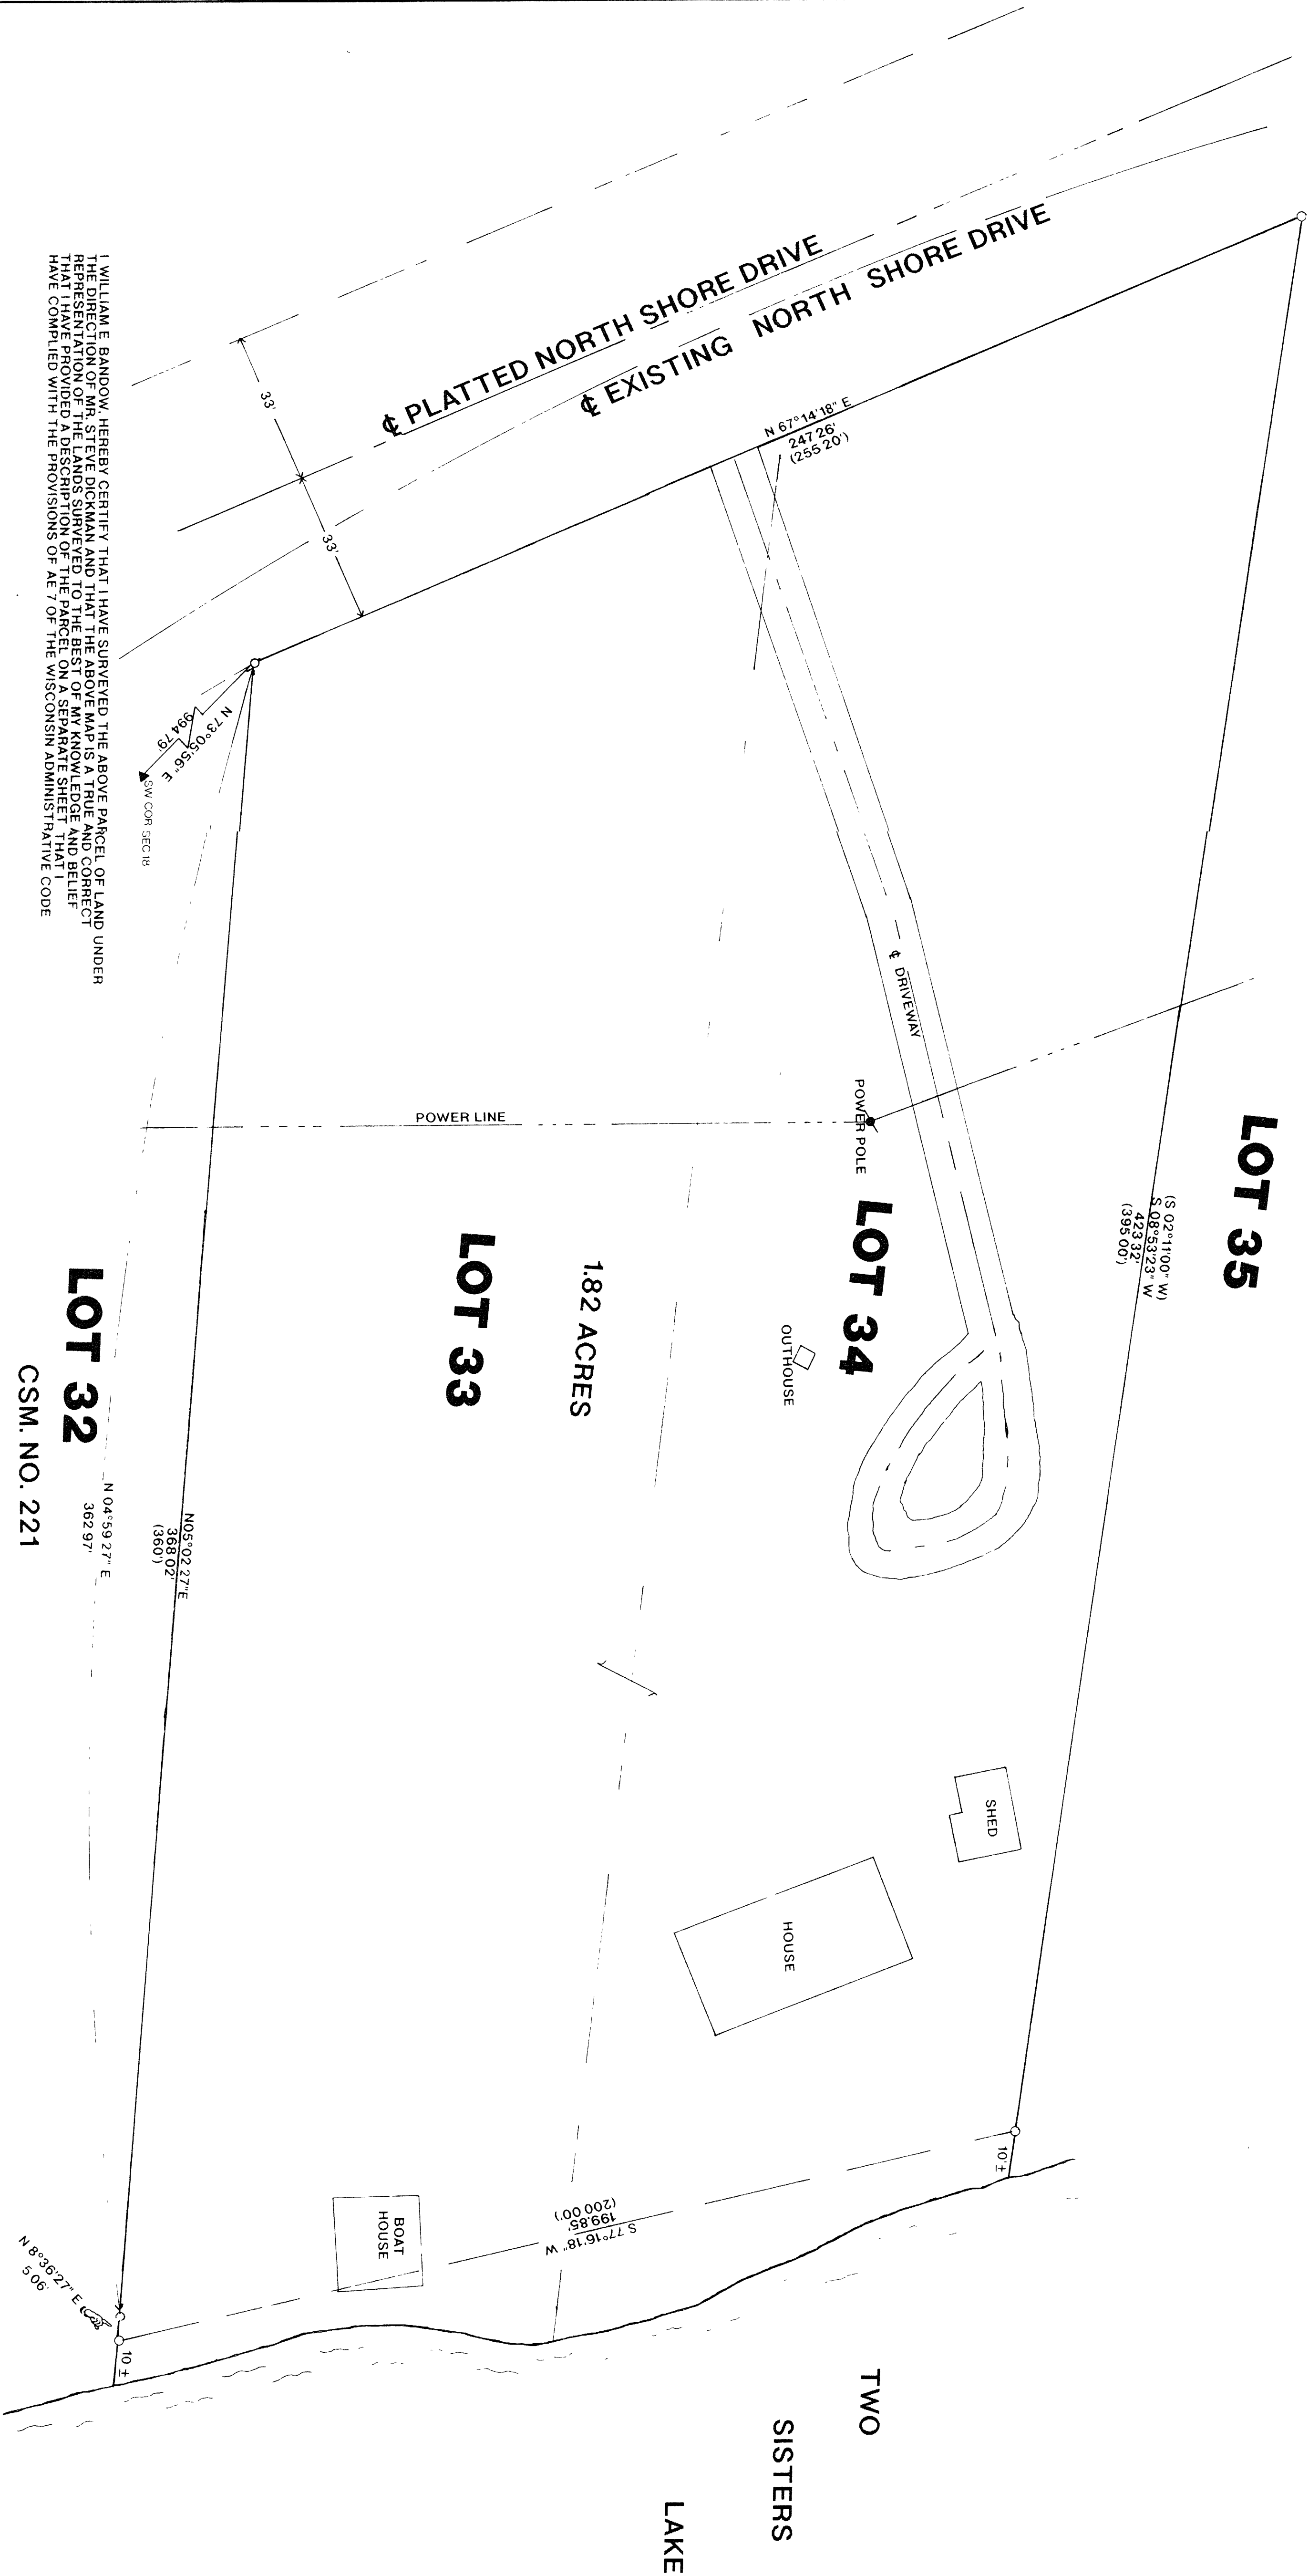 ℄ PLATTED NORTH SHORE DRIVE
℄ EXISTING NORTH SHORE DRIVE
33'
33'
N 67°14'18" E
247 26'
(255 20')
N 73°05'56" E
994 79'
SW COR SEC 18
℄ DRIVEWAY
POWER LINE
POWER POLE
LOT 35
(S 02°11'00" W)
S 08°53'23" W
423 32'
(395 00')
LOT 34
OUTHOUSE
1.82 ACRES
LOT 33
LOT 32
CSM. NO. 221
N 04°59 27" E
362 97'
N05°02 27"E
368 02'
(360')
SHED
HOUSE
BOAT
HOUSE
S 77°16'18" W
199.85'
(200 00')
10'±
10 ±
N 8°36'27" E
5 06'
TWO
SISTERS
LAKE
I WILLIAM E BANDOW, HEREBY CERTIFY THAT I HAVE SURVEYED THE ABOVE PARCEL OF LAND UNDER
THE DIRECTION OF MR. STEVE DICKMAN AND THAT THE ABOVE MAP IS A TRUE AND CORRECT
REPRESENTATION OF THE LANDS SURVEYED TO THE BEST OF MY KNOWLEDGE AND BELIEF
THAT I HAVE PROVIDED A DESCRIPTION OF THE PARCEL ON A SEPARATE SHEET THAT I
HAVE COMPLIED WITH THE PROVISIONS OF AE 7 OF THE WISCONSIN ADMINISTRATIVE CODE